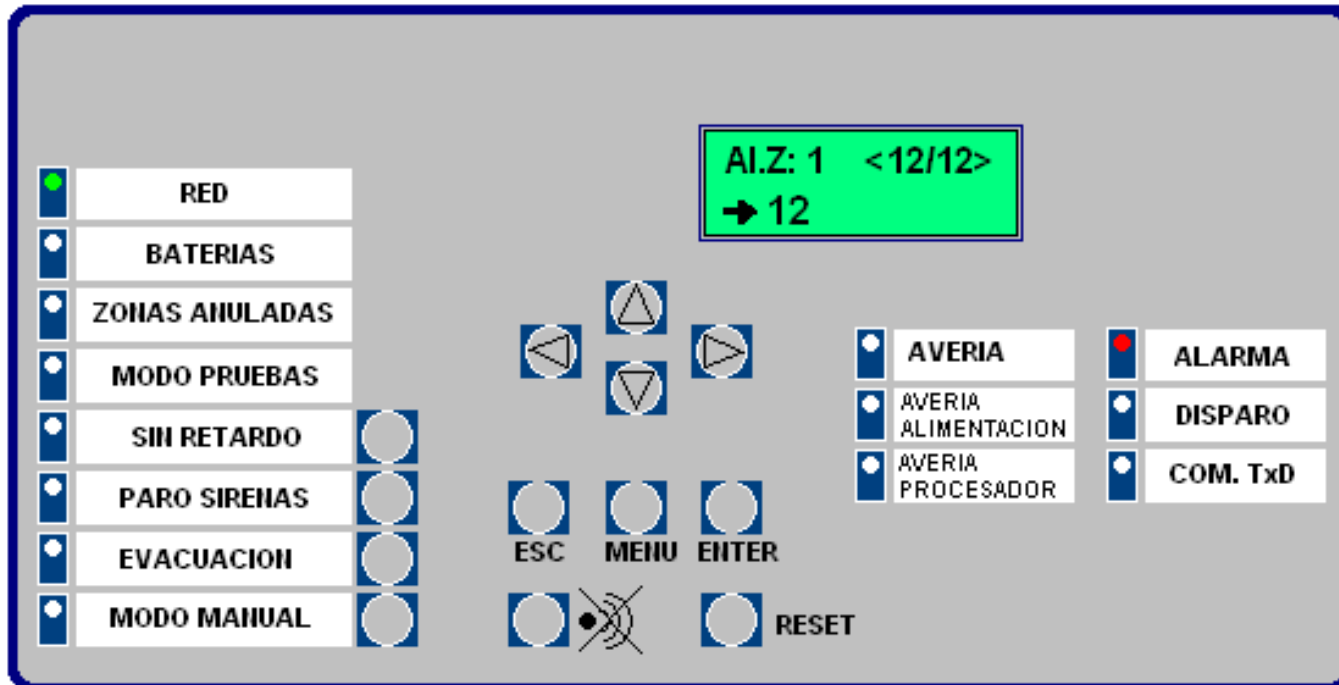 Al.Z: 1 <12/12>
➔ 12
RED
BATERIAS
ZONAS ANULADAS
MODO PRUEBAS
SIN RETARDO
PARO SIRENAS
EVACUACION
MODO MANUAL
ESC MENU ENTER
RESET
AVERIA
AVERIA
ALIMENTACION
AVERIA
PROCESADOR
ALARMA
DISPARO
COM. TxD